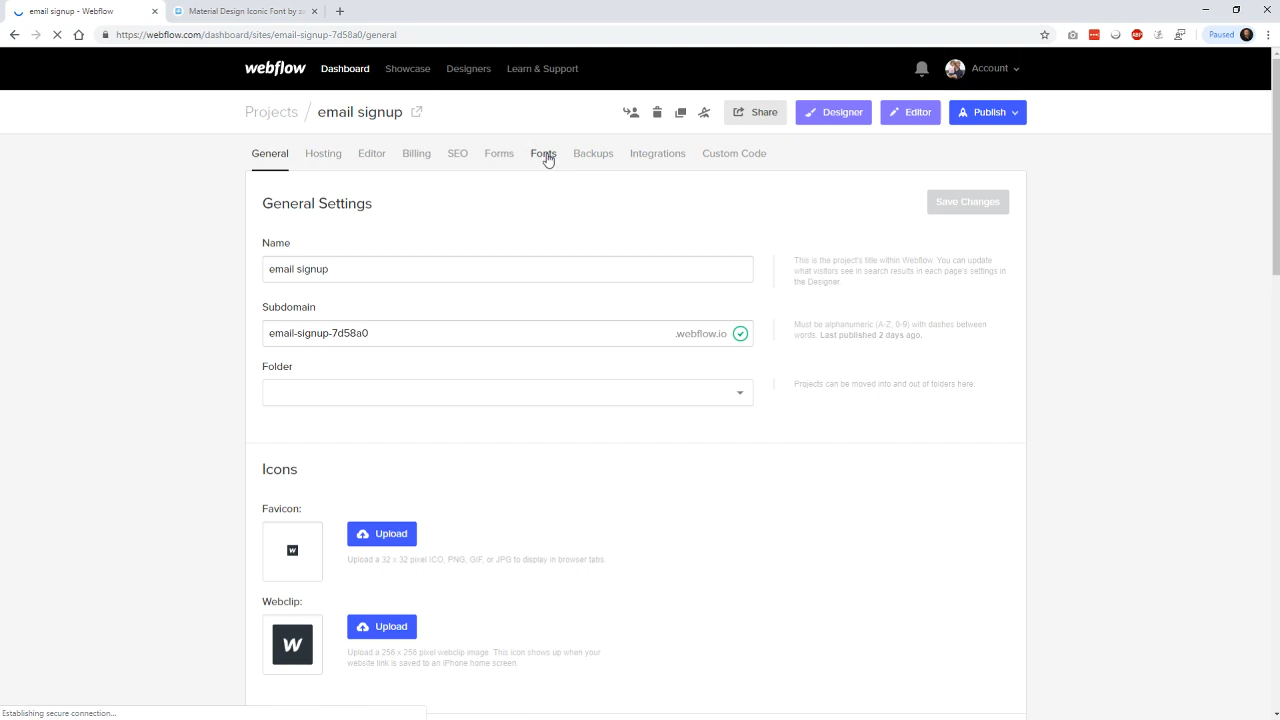 email signup - Webflow
Material Design Iconic Font by z
https://webflow.com/dashboard/sites/email-signup-7d58a0/general
ABP
Paused
webflow
Dashboard
Showcase
Designers
Learn & Support
Account
Projects / email signup
Share
Designer
Editor
Publish
General
Hosting
Editor
Billing
SEO
Forms
Fonts
Backups
Integrations
Custom Code
General Settings
Save Changes
Name
email signup
This is the project's title within Webflow. You can update
what visitors see in search results in each page's settings in
the Designer.
Subdomain
email-signup-7d58a0
.webflow.io
Must be alphanumeric (A-Z, 0-9) with dashes between
words. Last published 2 days ago.
Folder
Projects can be moved into and out of folders here.
Icons
Favicon:
W
Upload
Upload a 32 x 32 pixel ICO, PNG, GIF, or JPG to display in browser tabs
Webclip:
W
Upload
Upload a 256 x 256 pixel webclip image. This icon shows up when your
website link is saved to an iPhone home screen.
Establishing secure connection...